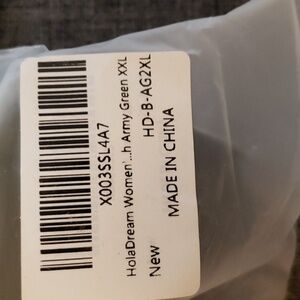 X003SSL4A7
HolaDream Women'...h Army Green XXL
HD-B-AG2XL
New
MADE IN CHINA